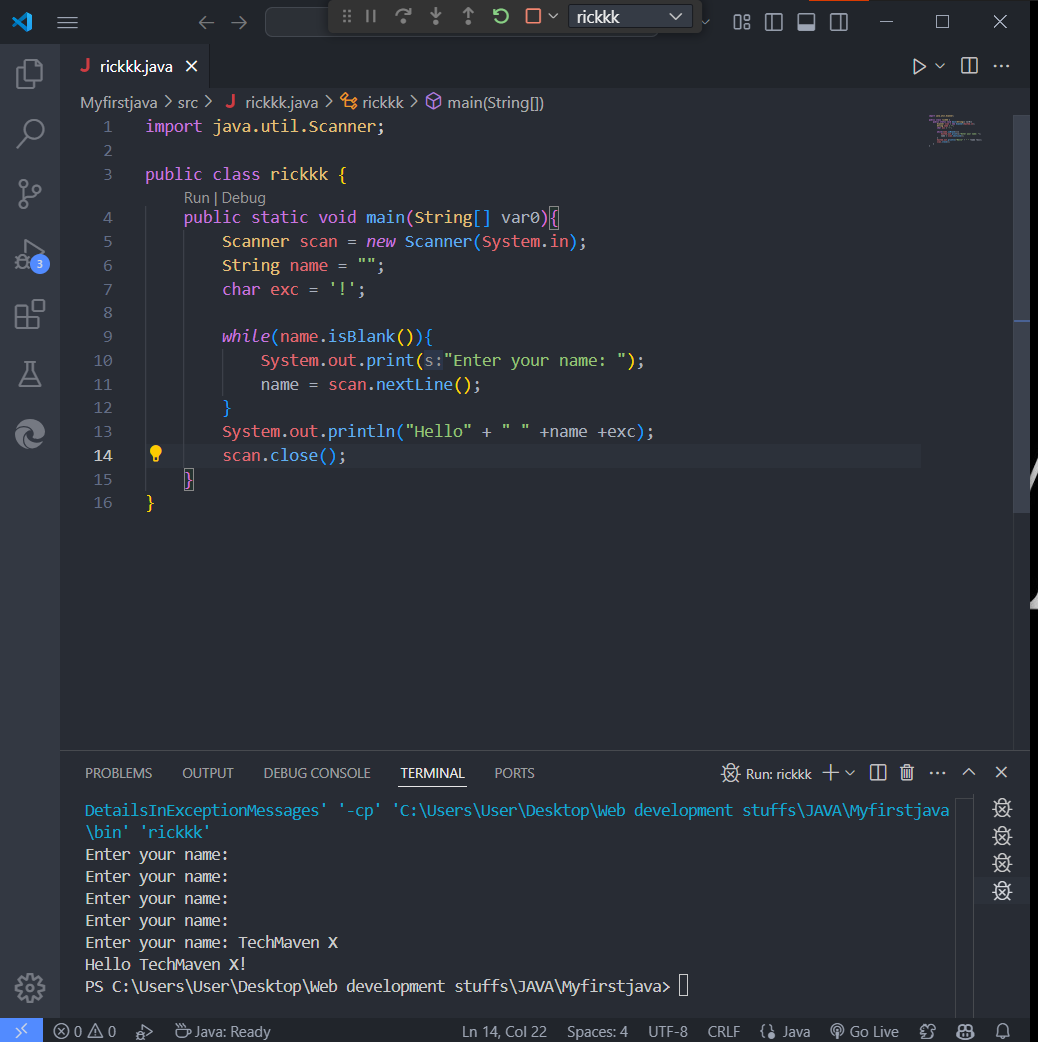 rickkk
rickkk.java
Myfirstjava > src > rickkk.java > rickkk > main(String[])
1 import java.util.Scanner;
2
3 public class rickkk {
Run | Debug
4 public static void main(String[] var0){
5 Scanner scan = new Scanner(System.in);
6 String name = "";
7 char exc = '!';
8
9 while(name.isBlank()){
10 System.out.print(s:"Enter your name: ");
11 name = scan.nextLine();
12 }
13 System.out.println("Hello" + " " +name +exc);
14 scan.close();
15 }
16 }
3
PROBLEMS OUTPUT DEBUG CONSOLE TERMINAL PORTS Run: rickkk
DetailsInExceptionMessages' '-cp' 'C:\Users\User\Desktop\Web development stuffs\JAVA\Myfirstjava
\bin' 'rickkk'
Enter your name:
Enter your name:
Enter your name:
Enter your name:
Enter your name: TechMaven X
Hello TechMaven X!
PS C:\Users\User\Desktop\Web development stuffs\JAVA\Myfirstjava>
0 0 Java: Ready Ln 14, Col 22 Spaces: 4 UTF-8 CRLF {} Java Go Live